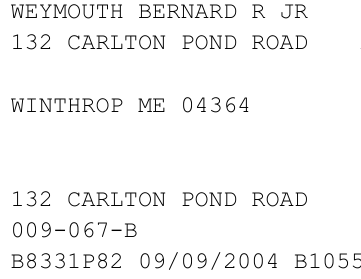 WEYMOUTH BERNARD R JR
132 CARLTON POND ROAD
WINTHROP ME 04364
132 CARLTON POND ROAD
009-067-B
B8331P82 09/09/2004 B1055